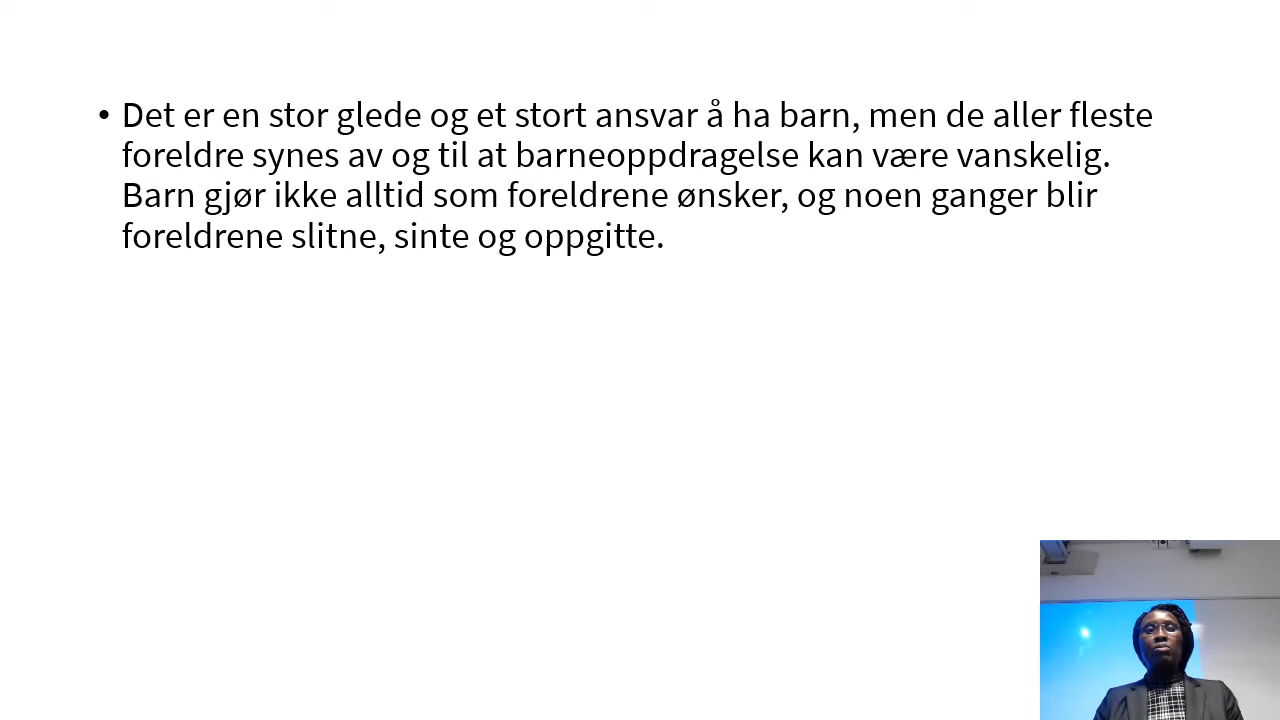 • Det er en stor glede og et stort ansvar å ha barn, men de aller fleste
foreldre synes av og til at barneoppdragelse kan være vanskelig.
Barn gjør ikke alltid som foreldrene ønsker, og noen ganger blir
foreldrene slitne, sinte og oppgitte.